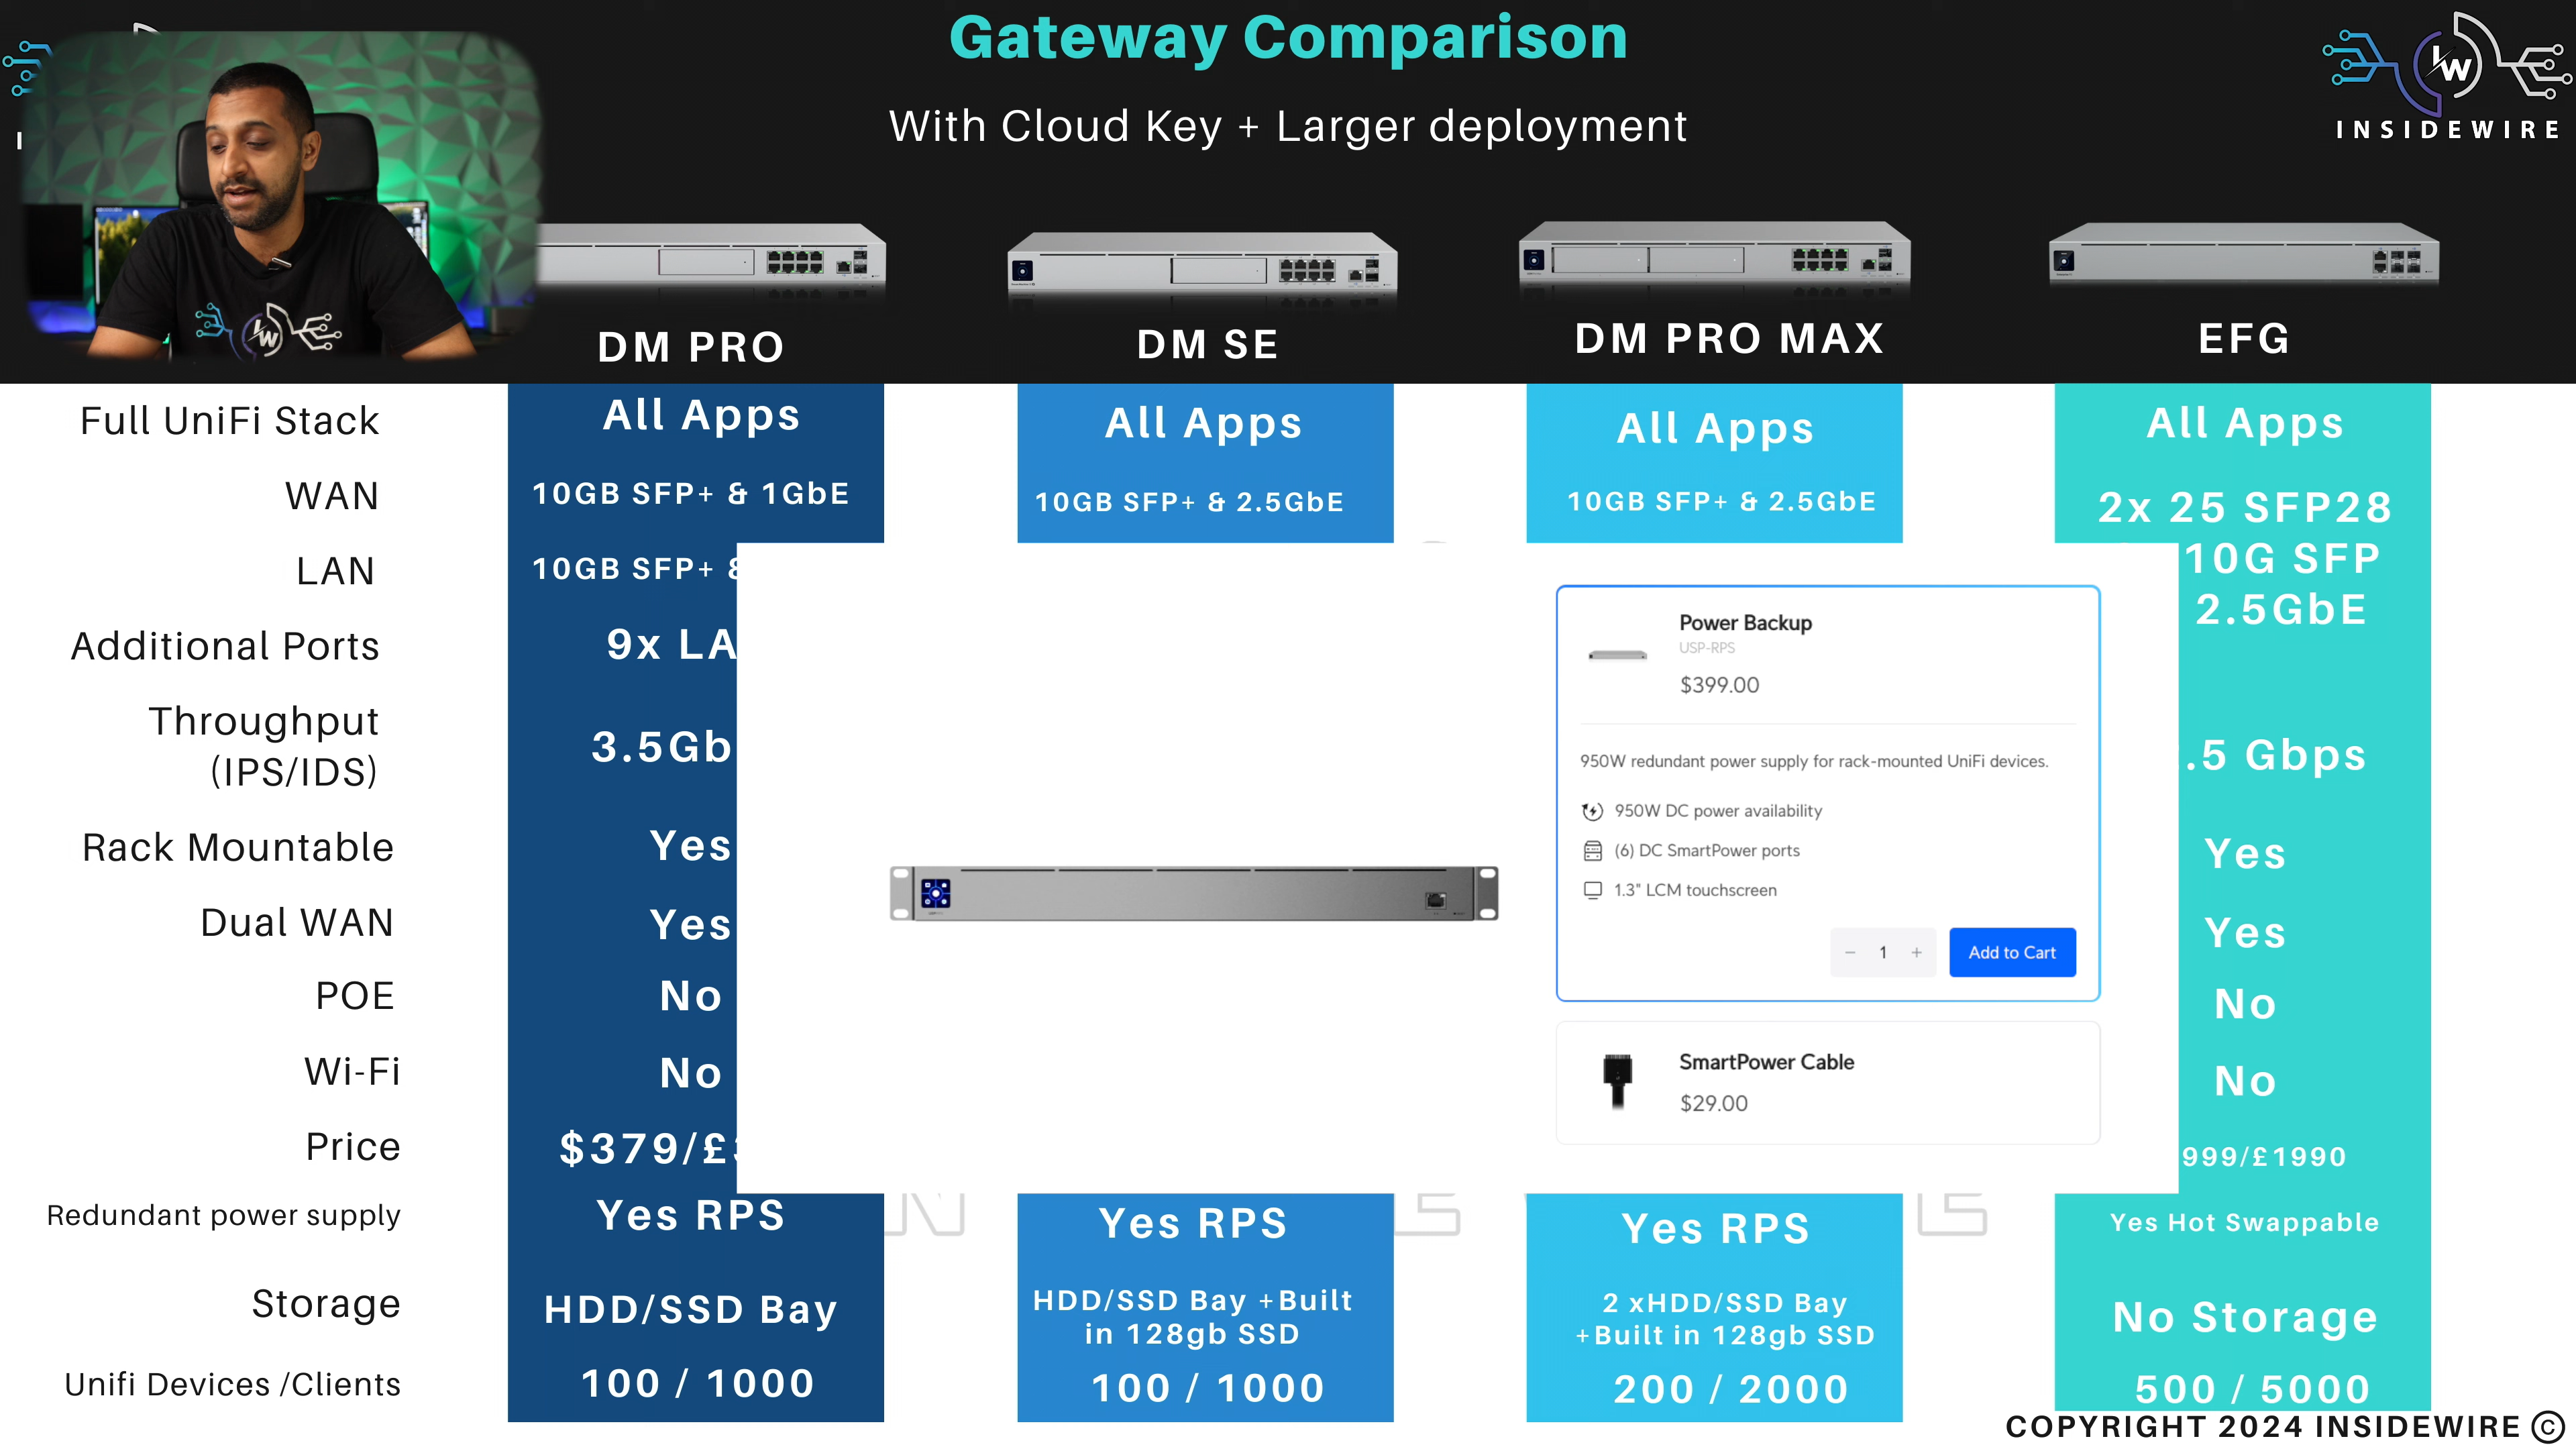 Gateway Comparison
With Cloud Key + Larger deployment
IW
INSIDEWIRE
DM PRO
DM SE
DM PRO MAX
EFG
Full UniFi Stack
All Apps
All Apps
All Apps
All Apps
WAN
10GB SFP+ & 1GbE
10GB SFP+ & 2.5GbE
10GB SFP+ & 2.5GbE
2x 25 SFP28
LAN
10GB SFP+ &
10G SFP
2.5GbE
Additional Ports
9x LA
Throughput
(IPS/IDS)
3.5Gb
.5 Gbps
Rack Mountable
Yes
Yes
Dual WAN
Yes
Yes
POE
No
No
Wi-Fi
No
No
Price
$379/£
999/£1990
Power Backup
USP-RPS
$399.00
950W redundant power supply for rack-mounted UniFi devices.
950W DC power availability
(6) DC SmartPower ports
1.3" LCM touchscreen
− 1 +
Add to Cart
SmartPower Cable
$29.00
Redundant power supply
Yes RPS
Yes RPS
Yes RPS
Yes Hot Swappable
Storage
HDD/SSD Bay
HDD/SSD Bay +Built
in 128gb SSD
2 xHDD/SSD Bay
+Built in 128gb SSD
No Storage
Unifi Devices /Clients
100 / 1000
100 / 1000
200 / 2000
500 / 5000
COPYRIGHT 2024 INSIDEWIRE ©